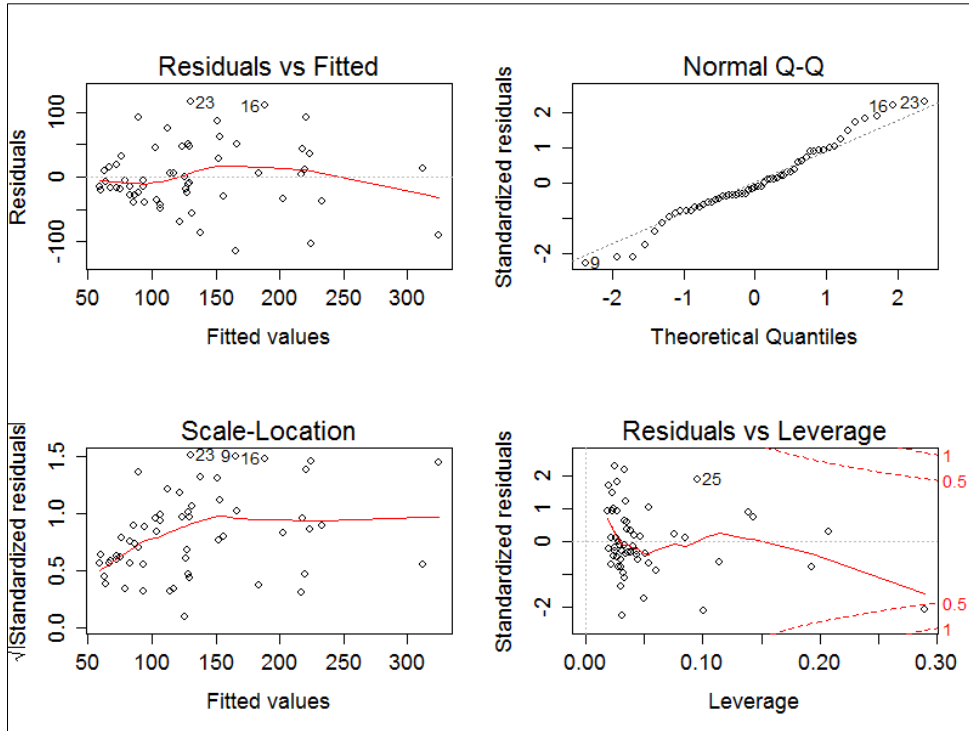 Residuals vs Fitted
Residuals
100
0
-100
23
16
50 100 150 200 250 300
Fitted values
Normal Q-Q
Standardized residuals
2
0
-2
16
23
9
-2 -1 0 1 2
Theoretical Quantiles
Scale-Location
√|Standardized residuals|
1.5
1.0
0.5
0.0
23
9
16
50 100 150 200 250 300
Fitted values
Residuals vs Leverage
Standardized residuals
2
0
-2
25
1
0.5
0.5
1
0.00 0.10 0.20 0.30
Leverage